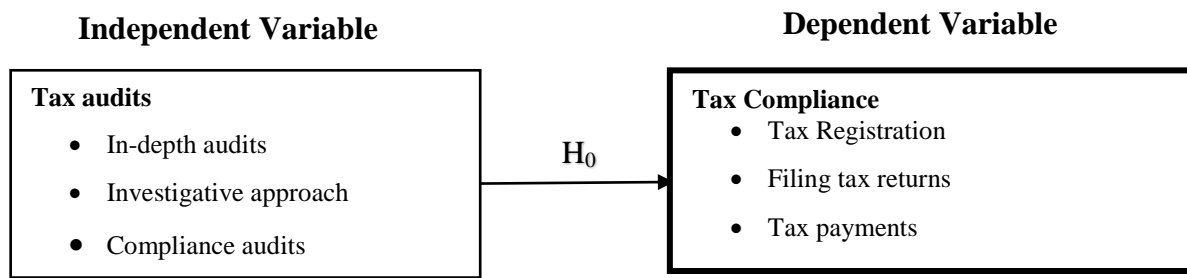 Independent Variable
Dependent Variable
Tax audits
• In-depth audits
• Investigative approach
• Compliance audits
H₀
Tax Compliance
• Tax Registration
• Filing tax returns
• Tax payments